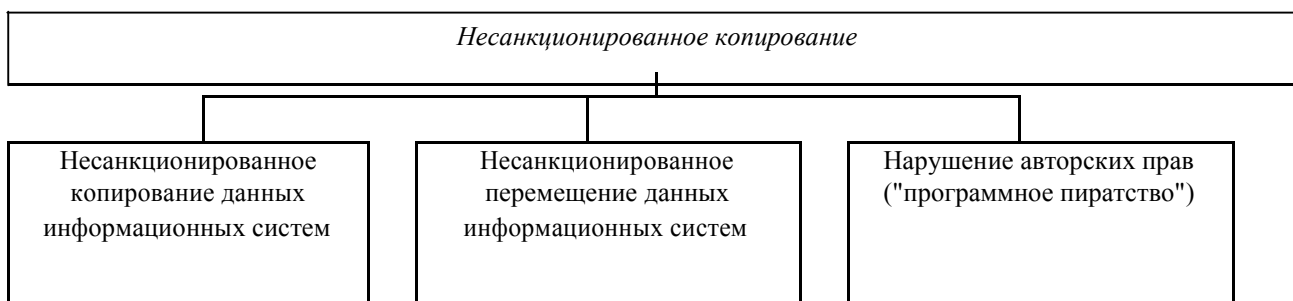 Несанкционированное копирование
Несанкционированное
копирование данных
информационных систем
Несанкционированное
перемещение данных
информационных систем
Нарушение авторских прав
("программное пиратство")